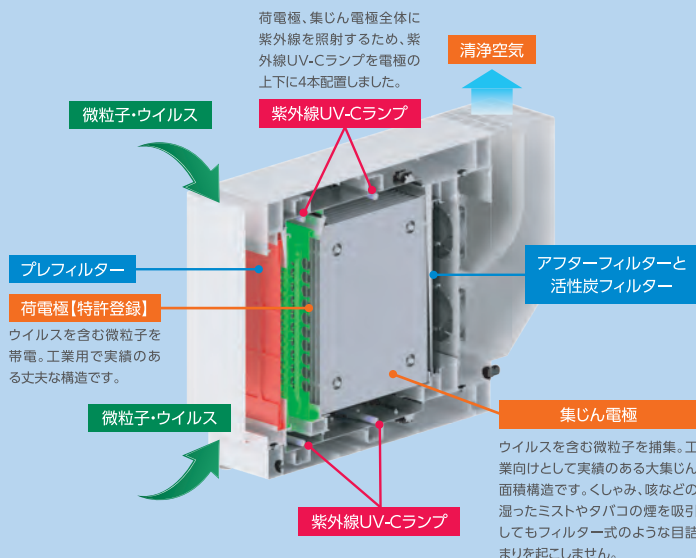 荷電極、集じん電極全体に
紫外線を照射するため、紫
外線UV-Cランプを電極の
上下に4本配置しました。
清浄空気
微粒子・ウイルス
紫外線UV-Cランプ
プレフィルター
アフターフィルターと
活性炭フィルター
荷電極【特許登録】
ウイルスを含む微粒子を
帯電。工業用で実績のあ
る丈夫な構造です。
微粒子・ウイルス
集じん電極
ウイルスを含む微粒子を捕集。工
業向けとして実績のある大集じん
面積構造です。くしゃみ、咳などの
湿ったミストやタバコの煙を吸引
してもフィルター式のような目詰
まりを起こしません。
紫外線UV-Cランプ